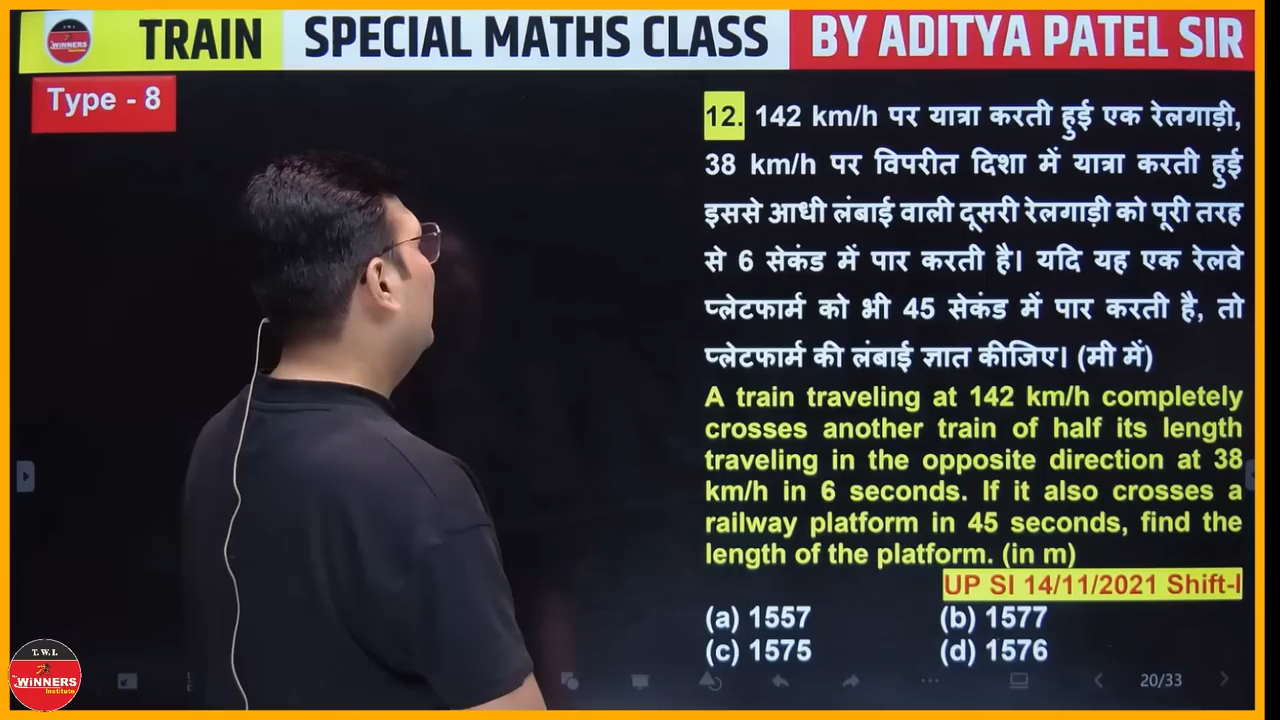 WiNNERS
Institute
TRAIN SPECIAL MATHS CLASS BY ADITYA PATEL SIR
Type - 8
12. 142 km/h पर यात्रा करती हुई एक रेलगाड़ी,
38 km/h पर विपरीत दिशा में यात्रा करती हुई
इससे आधी लंबाई वाली दूसरी रेलगाड़ी को पूरी तरह
से 6 सेकंड में पार करती है। यदि यह एक रेलवे
प्लेटफार्म को भी 45 सेकंड में पार करती है, तो
प्लेटफार्म की लंबाई ज्ञात कीजिए। (मी में)
A train traveling at 142 km/h completely
crosses another train of half its length
traveling in the opposite direction at 38
km/h in 6 seconds. If it also crosses a
railway platform in 45 seconds, find the
length of the platform. (in m)
UP SI 14/11/2021 Shift-I
(a) 1557 (b) 1577
(c) 1575 (d) 1576
20/33
T.W.I.
The WiNNERS
Institute